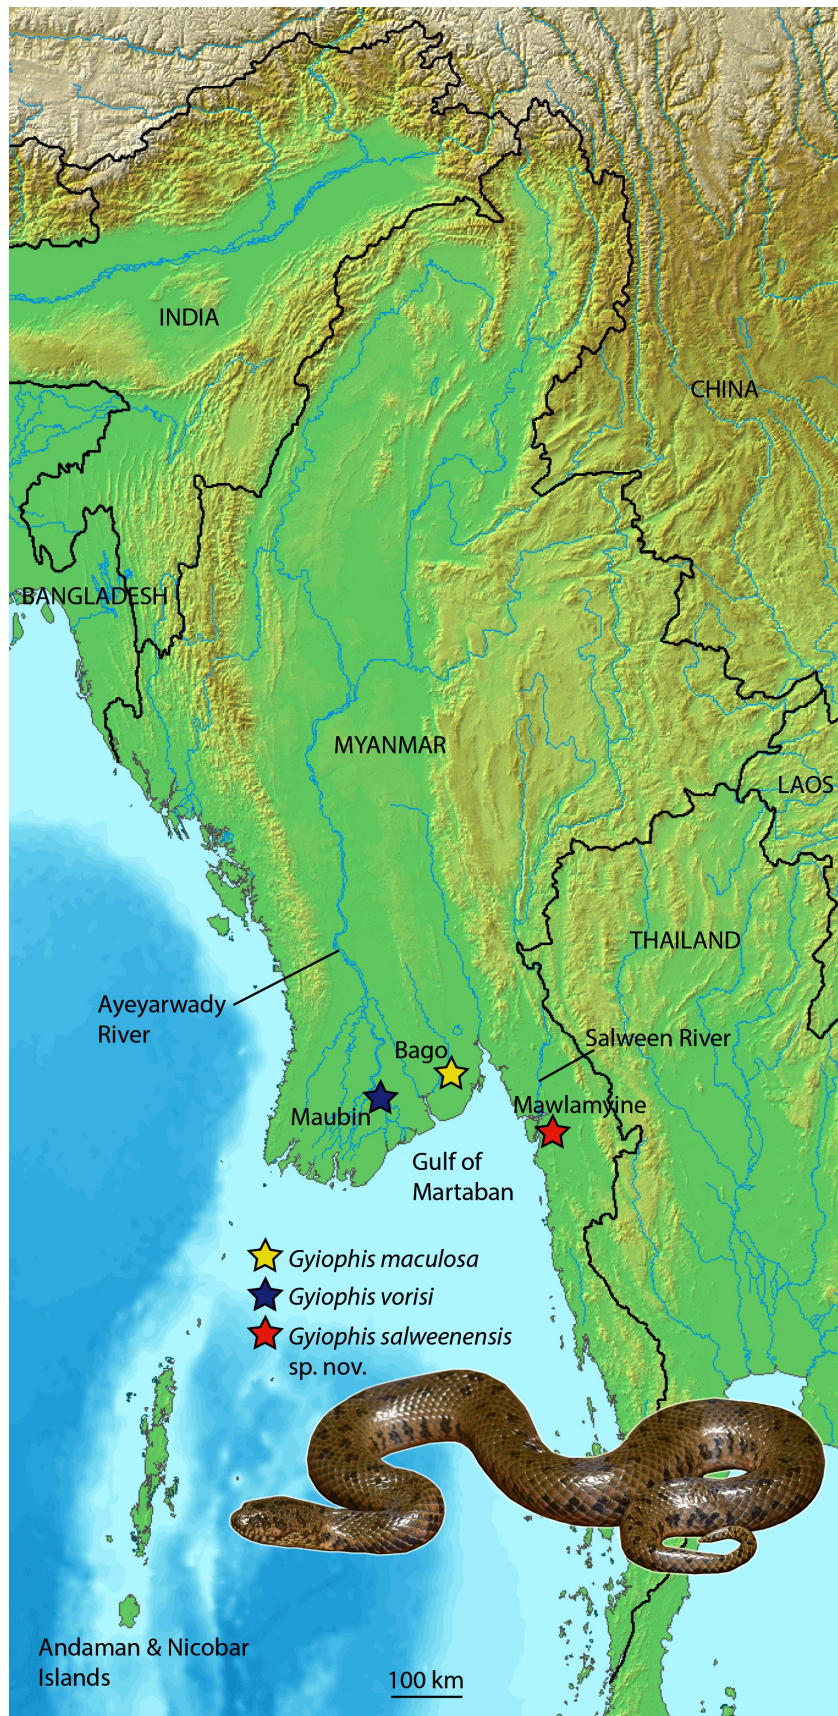 INDIA
CHINA
BANGLADESH
MYANMAR
LAOS
THAILAND
Ayeyarwady
River
Salween River
Bago
Mawlamyine
Maubin
Gulf of
Martaban
Gyiophis maculosa
Gyiophis vorisi
Gyiophis salweenensis
sp. nov.
Andaman & Nicobar
Islands
100 km